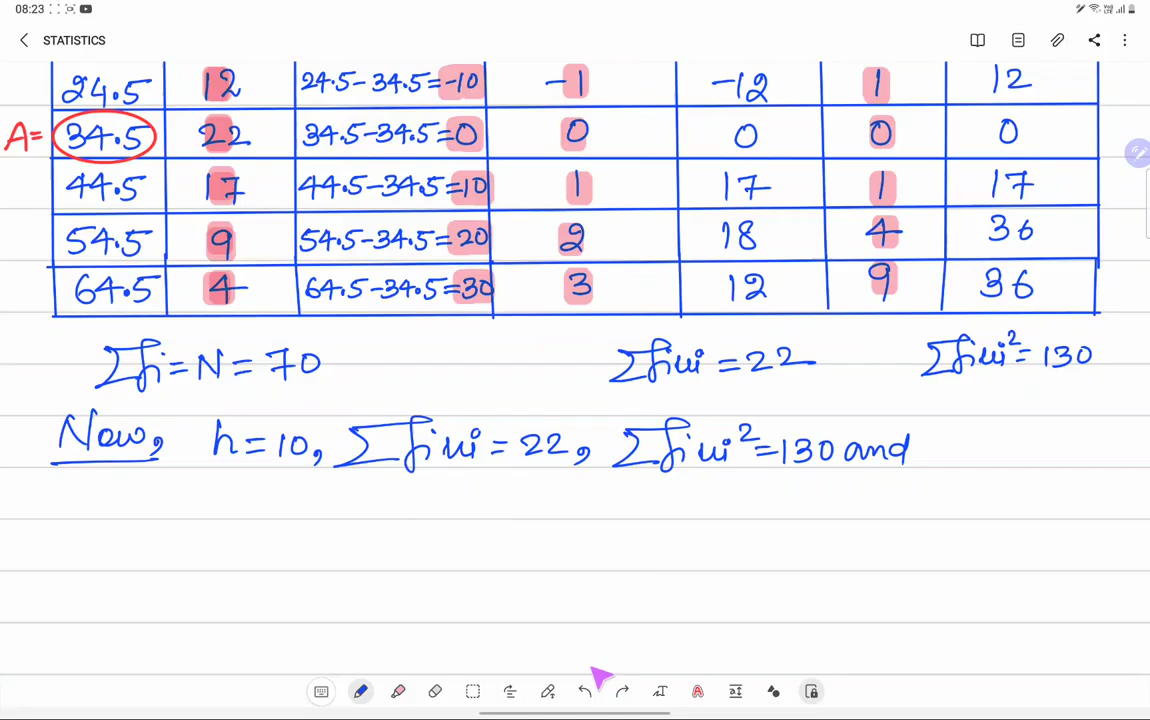 08:23
STATISTICS
24.5 12 24.5-34.5=-10 -1 -12 1 12
A= 34.5 22 34.5-34.5=0 0 0 0 0
44.5 17 44.5-34.5=10 1 17 1 17
54.5 9 54.5-34.5=20 2 18 4 36
64.5 4 64.5-34.5=30 3 12 9 36
Σfi=N=70 Σfiui=22 Σfiui²=130
Now, h=10, Σfiui=22, Σfiui²=130 and